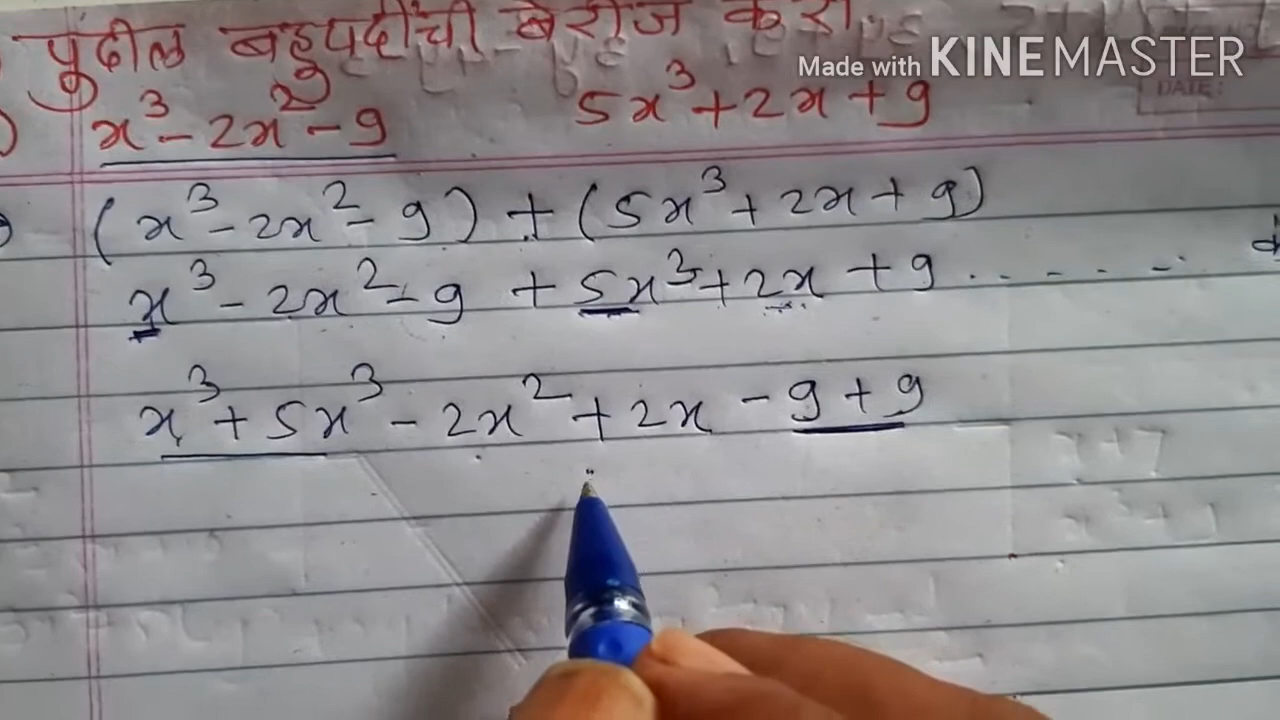 पुढील बहुपदींची बेरीज करा
Made with KINEMASTER
DATE:
x³ - 2x² - 9 5x³ + 2x + 9
(x³ - 2x² - 9) + (5x³ + 2x + 9)
x³ - 2x² - 9 + 5x³ + 2x + 9 . . . . . .
x³ + 5x³ - 2x² + 2x - 9 + 9